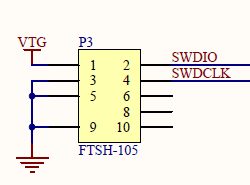 VTG P3
1 2 SWDIO
3 4 SWDCLK
5 6
8
9 10
FTSH-105